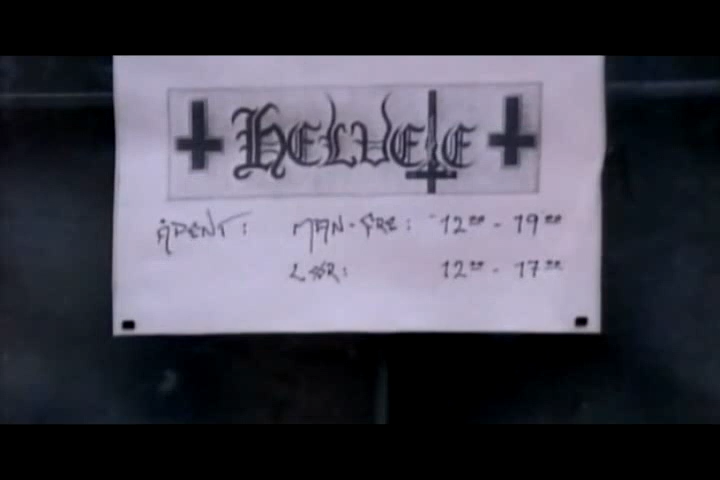 HELVETE
ÅPENT: MAN-FRE: 12⁰⁰ - 19⁰⁰
LØR: 12⁰⁰ - 17⁰⁰